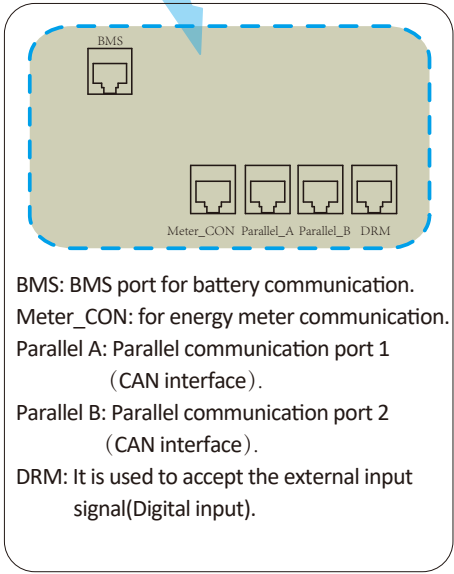 BMS
Meter_CON Parallel_A Parallel_B DRM
BMS: BMS port for battery communication.
Meter_CON: for energy meter communication.
Parallel A: Parallel communication port 1
（CAN interface）.
Parallel B: Parallel communication port 2
（CAN interface）.
DRM: It is used to accept the external input
signal(Digital input).